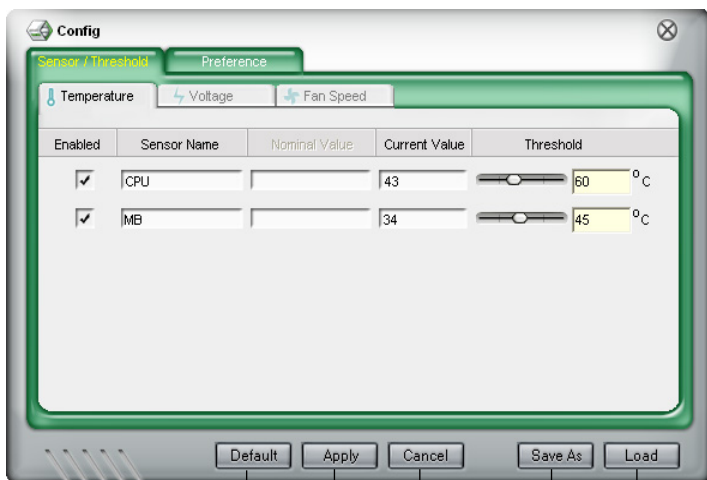 Config
Sensor / Threshold Preference
Temperature Voltage Fan Speed
Enabled Sensor Name Nominal Value Current Value Threshold
CPU 43 60 °C
MB 34 45 °C
Default Apply Cancel Save As Load